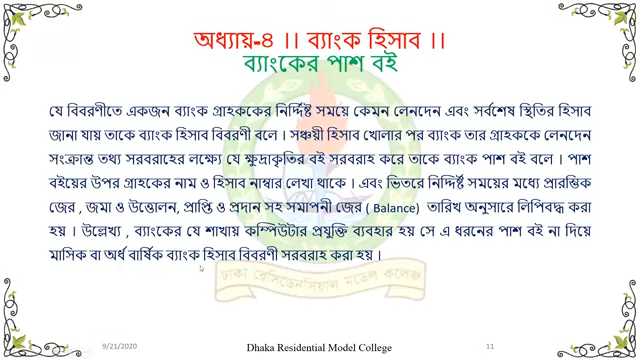 অধ্যায়-৪ ।। ব্যাংক হিসাব ।।
ব্যাংকের পাশ বই
যে বিবরণীতে একজন ব্যাংক গ্রাহককের নির্দ্দিষ্ট সময়ে কেমন লেনদেন এবং সর্বশেষ স্থিতির হিসাব
জানা যায় তাকে ব্যাংক হিসাব বিবরণী বলে । সঞ্চয়ী হিসাব খোলার পর ব্যাংক তার গ্রাহককে লেনদেন
সংক্রান্ত তথ্য সরবরাহের লক্ষ্যে যে ক্ষুদ্রাকৃতির বই সরবরাহ করে তাকে ব্যাংক পাশ বই বলে । পাশ
বইয়ের উপর গ্রাহকের নাম ও হিসাব নাম্বার লেখা থাকে । এবং ভিতরে নির্দ্দিষ্ট সময়ের মধ্যে প্রারম্ভিক
জের , জমা ও উত্তোলন, প্রাপ্তি ও প্রদান সহ সমাপনী জের ( Balance) তারিখ অনুসারে লিপিবদ্ধ করা
হয় । উল্লেখ্য , ব্যাংকের যে শাখায় কম্পিউটার প্রযুক্তি ব্যবহার হয় সে এ ধরনের পাশ বই না দিয়ে
মাসিক বা অর্ধ বার্ষিক ব্যাংক হিসাব বিবরণী সরবরাহ করা হয় ।
ঢাকা রেসিডেনসিয়াল মডেল কলেজ
9/21/2020
Dhaka Residential Model College
11